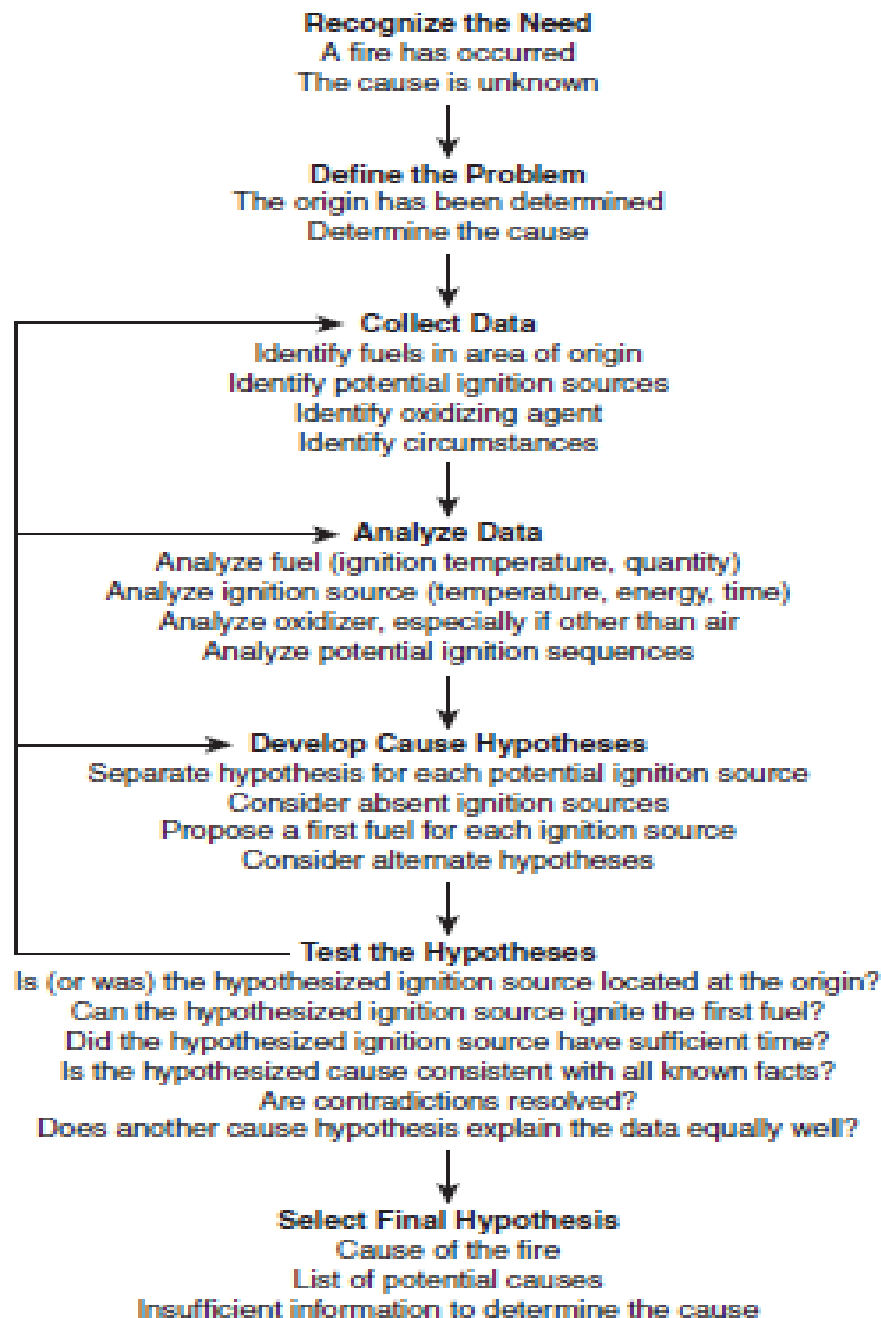 Recognize the Need
A fire has occurred
The cause is unknown
Define the Problem
The origin has been determined
Determine the cause
Collect Data
Identify fuels in area of origin
Identify potential ignition sources
Identify oxidizing agent
Identify circumstances
Analyze Data
Analyze fuel (ignition temperature, quantity)
Analyze ignition source (temperature, energy, time)
Analyze oxidizer, especially if other than air
Analyze potential ignition sequences
Develop Cause Hypotheses
Separate hypothesis for each potential ignition source
Consider absent ignition sources
Propose a first fuel for each ignition source
Consider alternate hypotheses
Test the Hypotheses
Is (or was) the hypothesized ignition source located at the origin?
Can the hypothesized ignition source ignite the first fuel?
Did the hypothesized ignition source have sufficient time?
Is the hypothesized cause consistent with all known facts?
Are contradictions resolved?
Does another cause hypothesis explain the data equally well?
Select Final Hypothesis
Cause of the fire
List of potential causes
Insufficient information to determine the cause